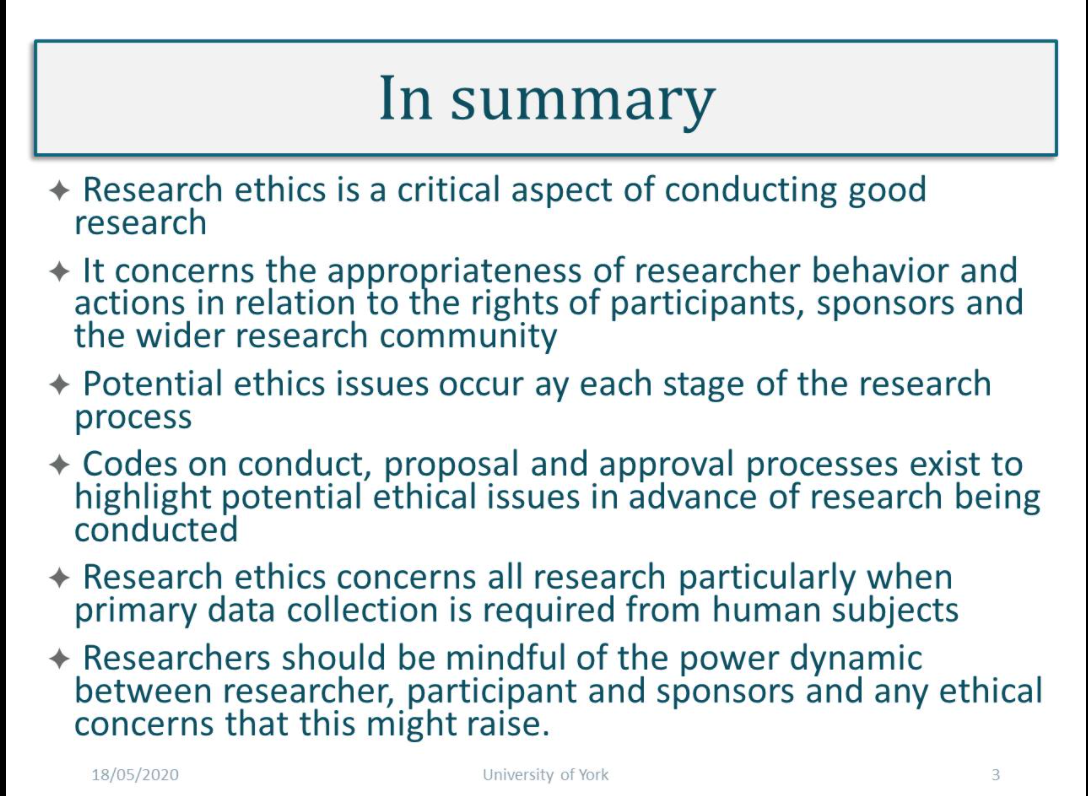 In summary
✦ Research ethics is a critical aspect of conducting good
research
✦ It concerns the appropriateness of researcher behavior and
actions in relation to the rights of participants, sponsors and
the wider research community
✦ Potential ethics issues occur ay each stage of the research
process
✦ Codes on conduct, proposal and approval processes exist to
highlight potential ethical issues in advance of research being
conducted
✦ Research ethics concerns all research particularly when
primary data collection is required from human subjects
✦ Researchers should be mindful of the power dynamic
between researcher, participant and sponsors and any ethical
concerns that this might raise.
18/05/2020 University of York 3